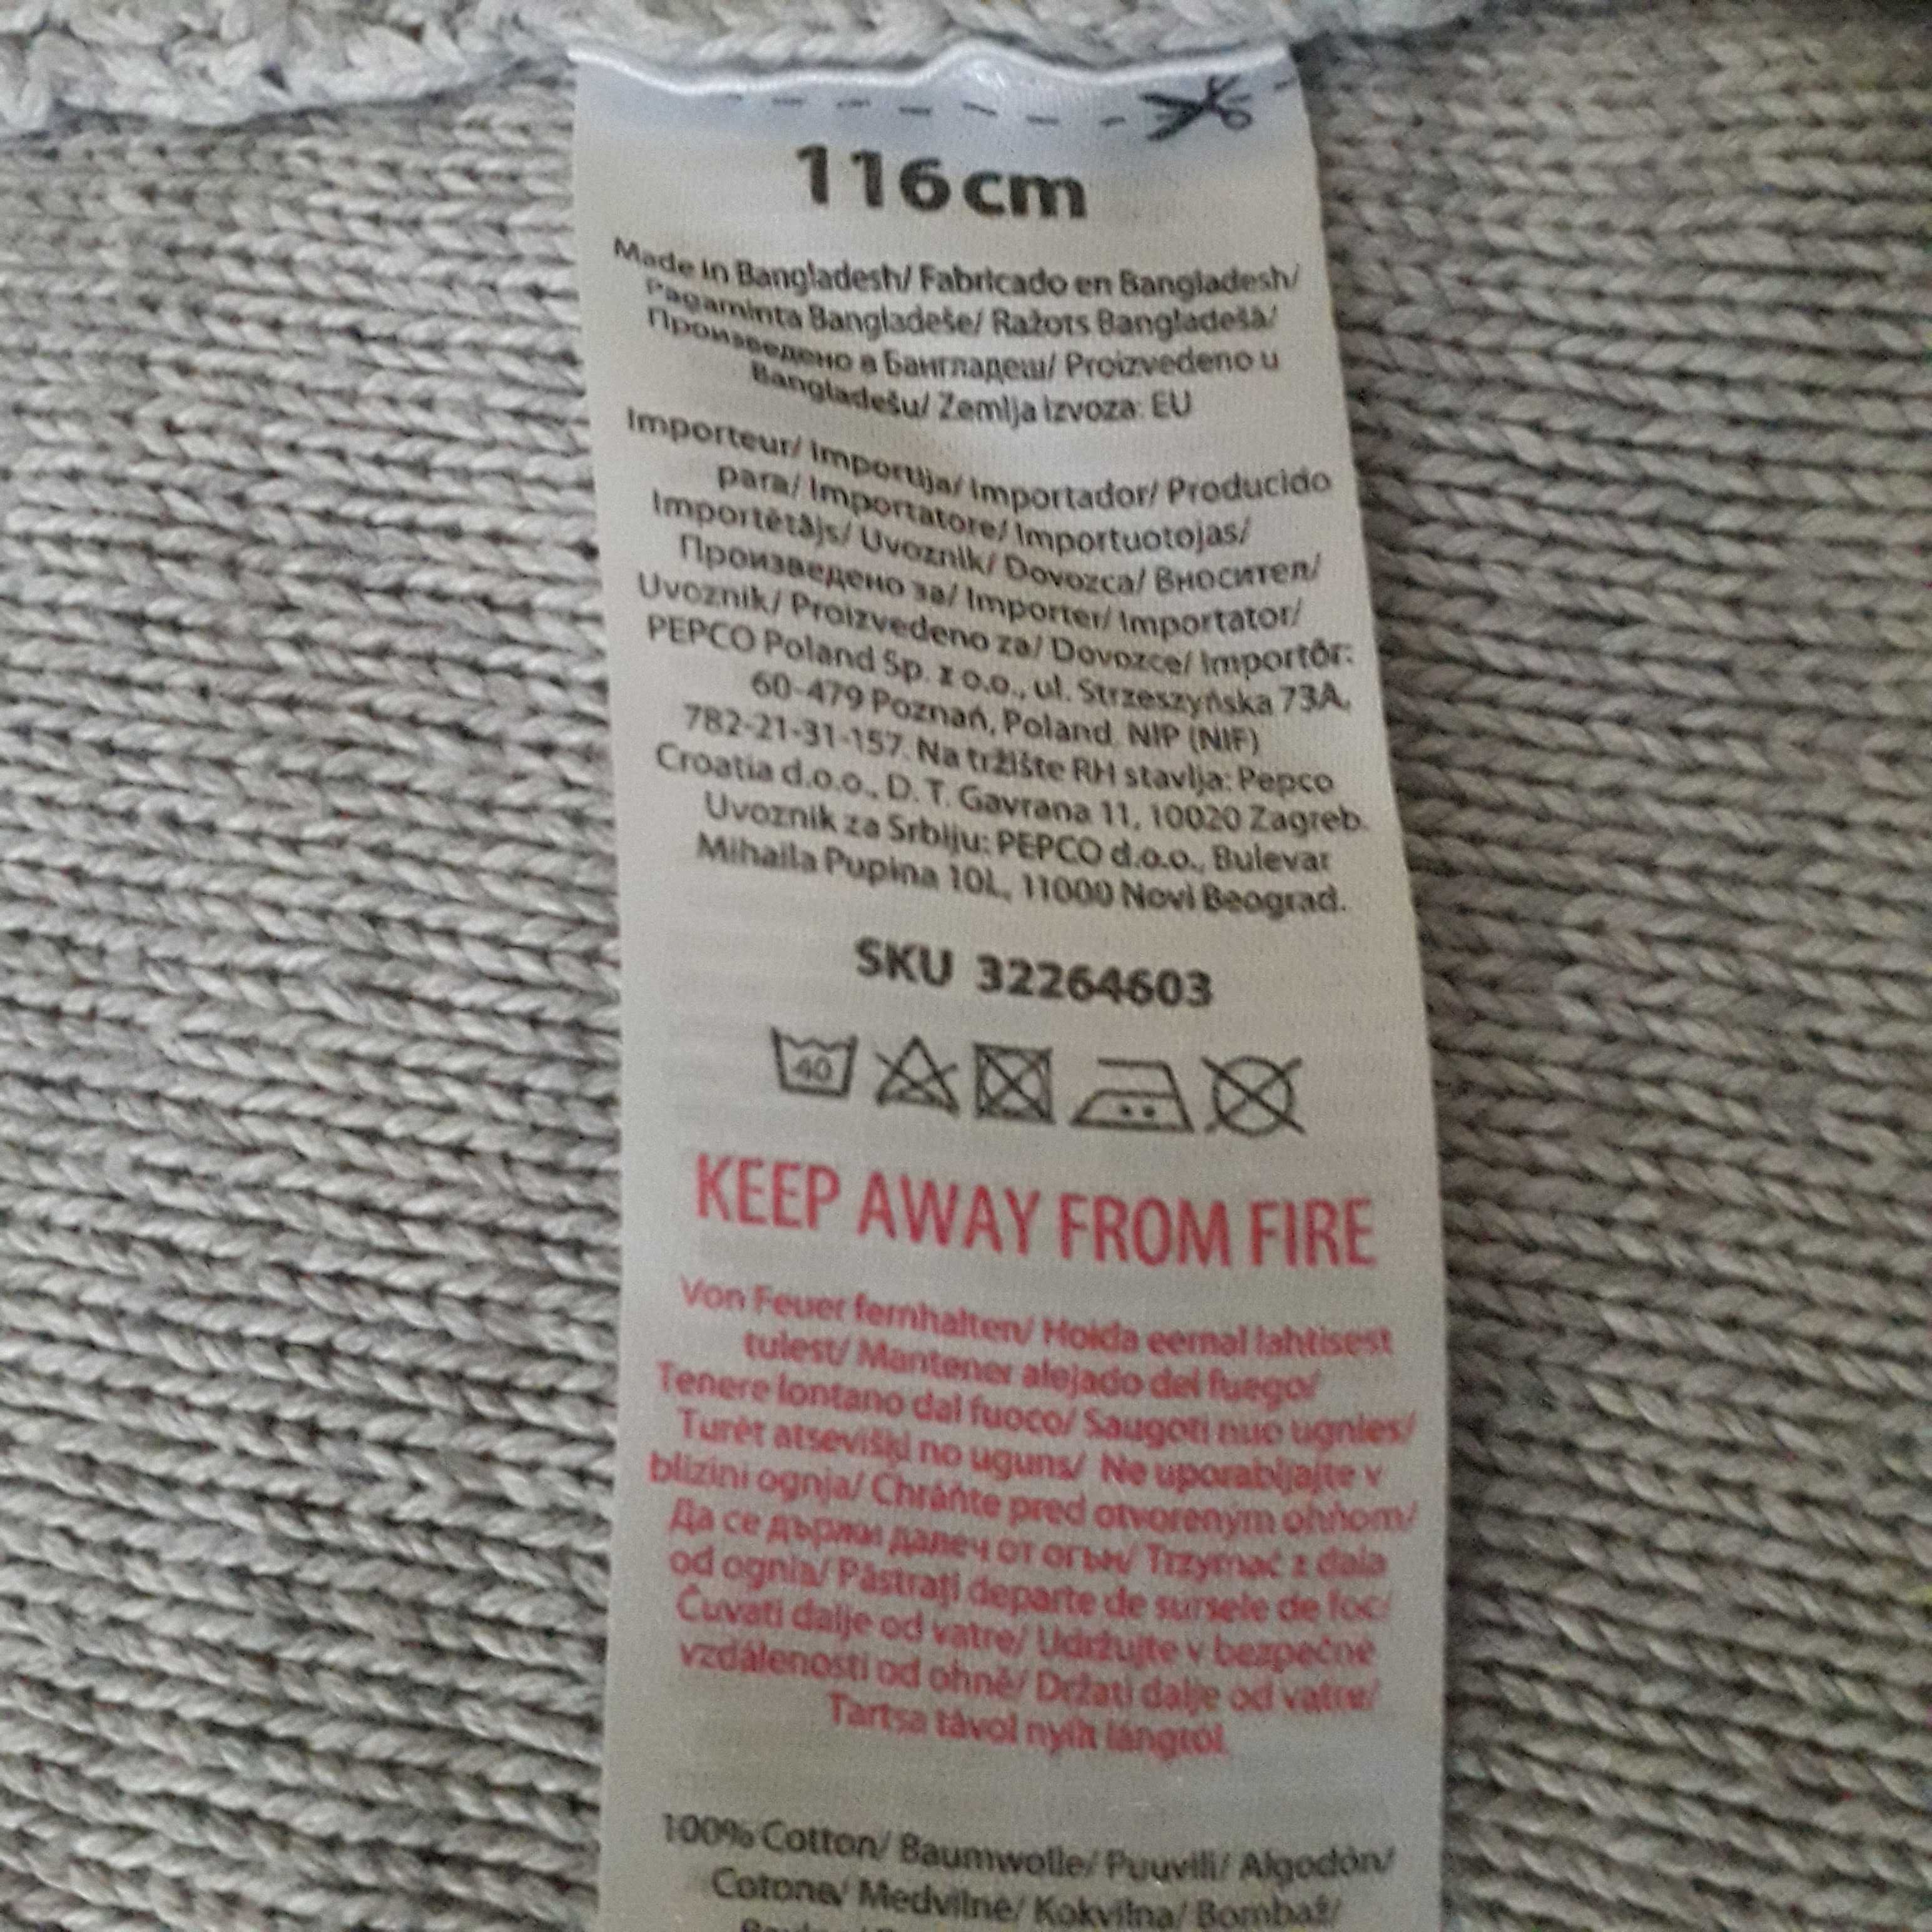 116cm
Made in Bangladesh/ Fabricado en Bangladesh/
Pagaminta Bangladeše/ Ražots Bangladešā/
Произведено в Бангладеш/ Proizvedeno u
Bangladešu/ Zemlja izvoza: EU
Importeur/ Importija/ Importador/ Producido
para/ Importatore/ Importuotojas/
Importētājs/ Uvoznik/ Dovozca/ Вносител/
Произведено за/ Importer/ Importator/
Uvoznik/ Proizvedeno za/ Dovozce/ Importőr:
PEPCO Poland Sp. z o.o., ul. Strzeszyńska 73A,
60-479 Poznań, Poland. NIP (NIF)
782-21-31-157. Na tržište RH stavlja: Pepco
Croatia d.o.o., D. T. Gavrana 11, 10020 Zagreb.
Uvoznik za Srbiju: PEPCO d.o.o., Bulevar
Mihaila Pupina 10L, 11000 Novi Beograd.
SKU 32264603
40
KEEP AWAY FROM FIRE
Von Feuer fernhalten/ Hoida eemal lahtisest
tulest/ Mantener alejado del fuego/
Tenere lontano dal fuoco/ Saugoti nuo ugnies/
Turēt atsevišķi no uguns/ Ne uporabljajte v
bližini ognja/ Chráňte pred otvoreným ohňom/
Да се държи далеч от огън/ Trzymać z dala
od ognia/ Păstrați departe de sursele de foc/
Čuvati dalje od vatre/ Udržujte v bezpečné
vzdálenosti od ohně/ Držati dalje od vatre/
Tartsa távol nyílt lángtól.
100% Cotton/ Baumwolle/ Puuvill/ Algodón/
Cotone/ Medvilnė/ Kokvilna/ Bombaž/